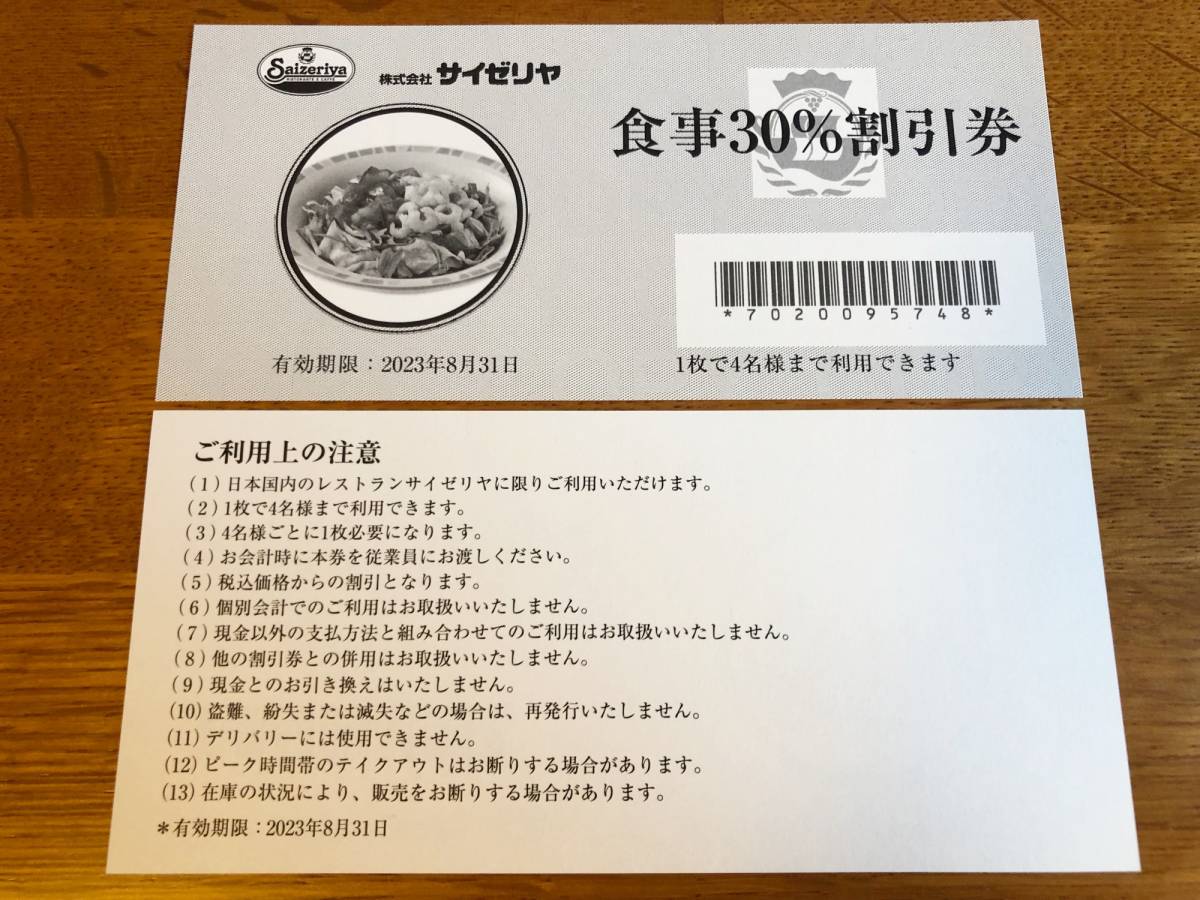 Saizeriya
RISTORANTE E CAFFÈ
株式会社 サイゼリヤ
食事30%割引券
*7020095748*
有効期限：2023年8月31日
1枚で4名様まで利用できます
ご利用上の注意
(1) 日本国内のレストランサイゼリヤに限りご利用いただけます。
(2) 1枚で4名様まで利用できます。
(3) 4名様ごとに1枚必要になります。
(4) お会計時に本券を従業員にお渡しください。
(5) 税込価格からの割引となります。
(6) 個別会計でのご利用はお取扱いいたしません。
(7) 現金以外の支払方法と組み合わせてのご利用はお取扱いいたしません。
(8) 他の割引券との併用はお取扱いいたしません。
(9) 現金とのお引き換えはいたしません。
(10) 盗難、紛失または滅失などの場合は、再発行いたしません。
(11) デリバリーには使用できません。
(12) ピーク時間帯のテイクアウトはお断りする場合があります。
(13) 在庫の状況により、販売をお断りする場合があります。
＊有効期限：2023年8月31日